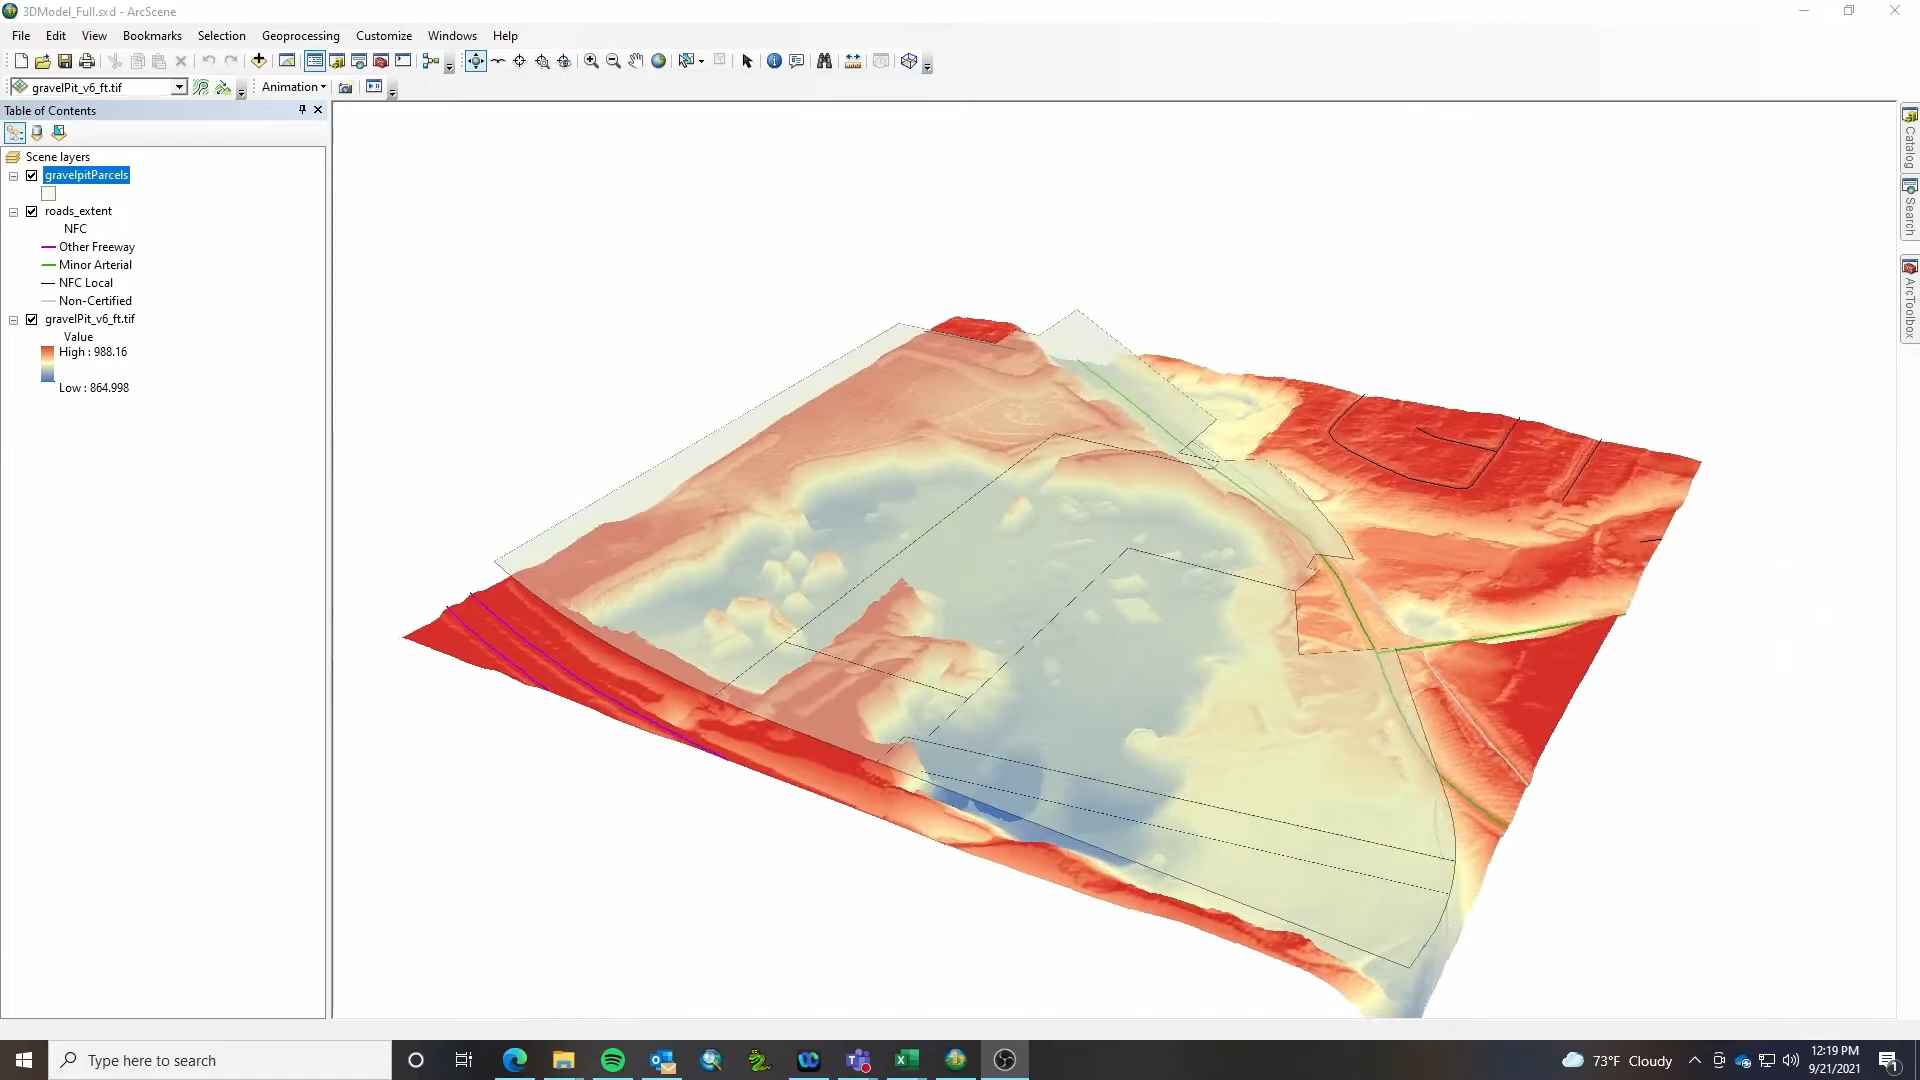 3DModel_Full.sxd - ArcScene
File Edit View Bookmarks Selection Geoprocessing Customize Windows Help
gravelPit_v6_ft.tif Animation
Table of Contents
Scene layers
gravelpitParcels
roads_extent
NFC
Other Freeway
Minor Arterial
NFC Local
Non-Certified
gravelPit_v6_ft.tif
Value
High : 988.16
Low : 864.998
Catalog
Search
ArcToolbox
Type here to search
73°F Cloudy
12:19 PM
9/21/2021
1